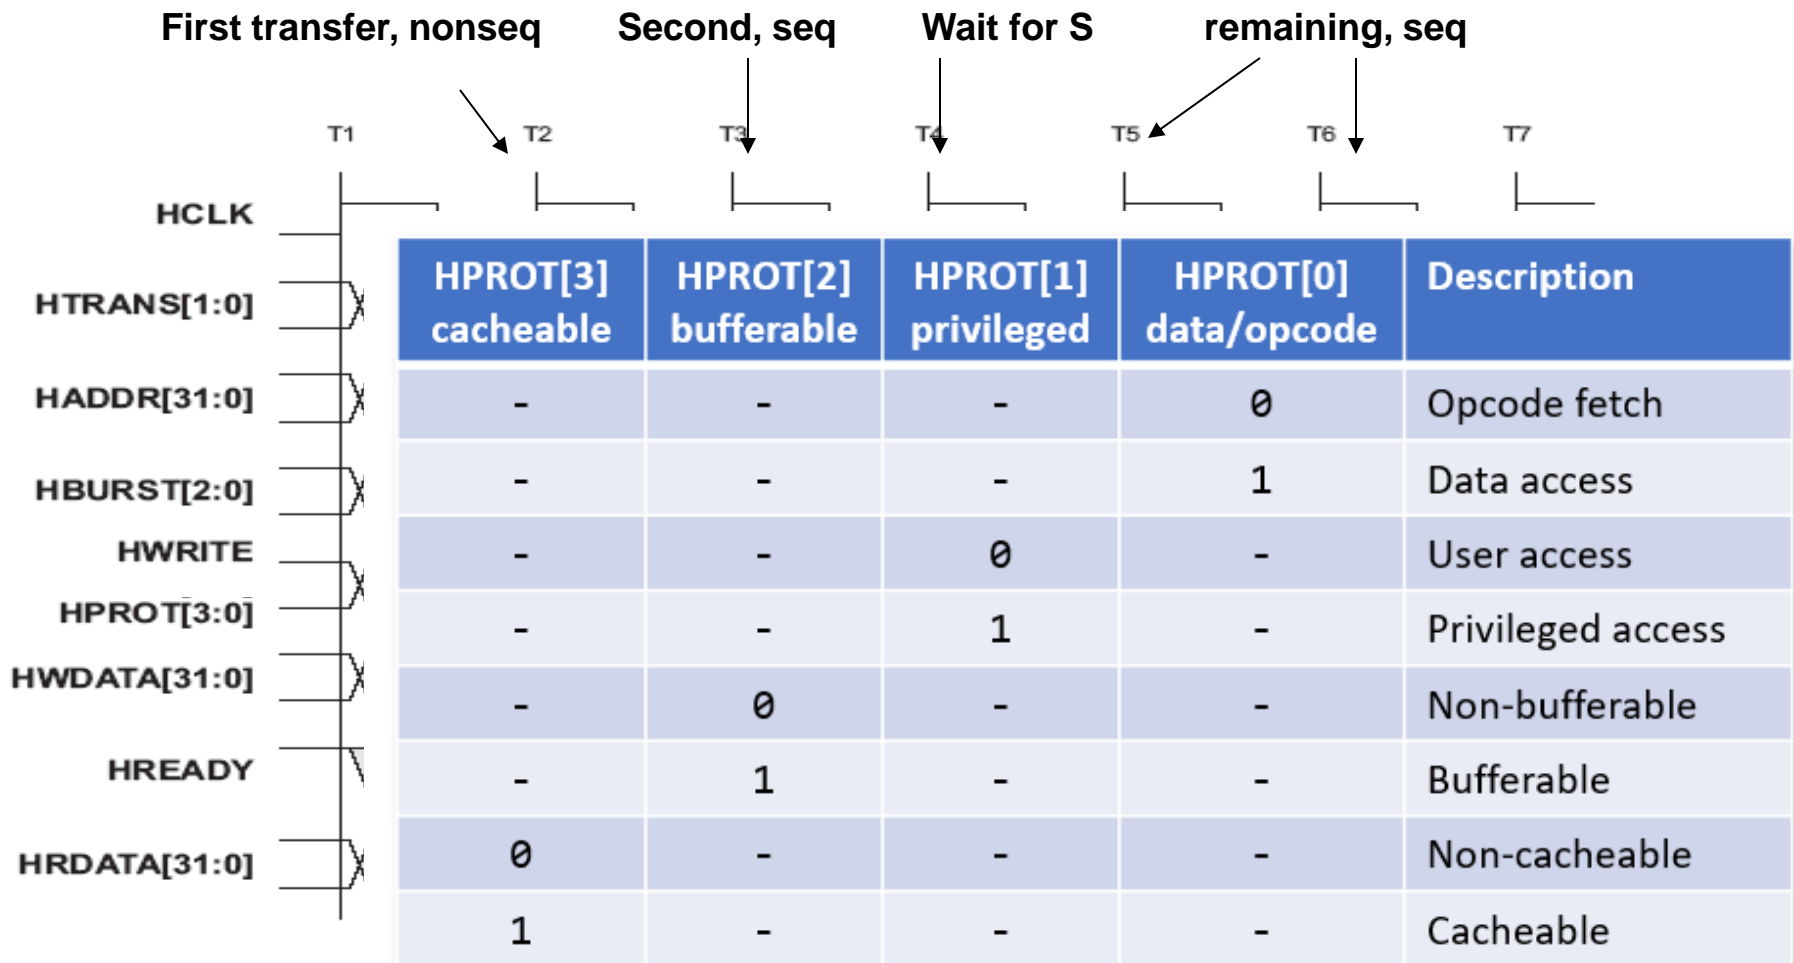 First transfer, nonseq Second, seq Wait for S remaining, seq
T1 T2 T3 T4 T5 T6 T7
HCLK
HTRANS[1:0]
HADDR[31:0]
HBURST[2:0]
HWRITE
HPROT[3:0]
HWDATA[31:0]
HREADY
HRDATA[31:0]
HPROT[3] HPROT[2] HPROT[1] HPROT[0] Description
cacheable bufferable privileged data/opcode
- - - 0 Opcode fetch
- - - 1 Data access
- - 0 - User access
- - 1 - Privileged access
- 0 - - Non-bufferable
- 1 - - Bufferable
0 - - - Non-cacheable
1 - - - Cacheable